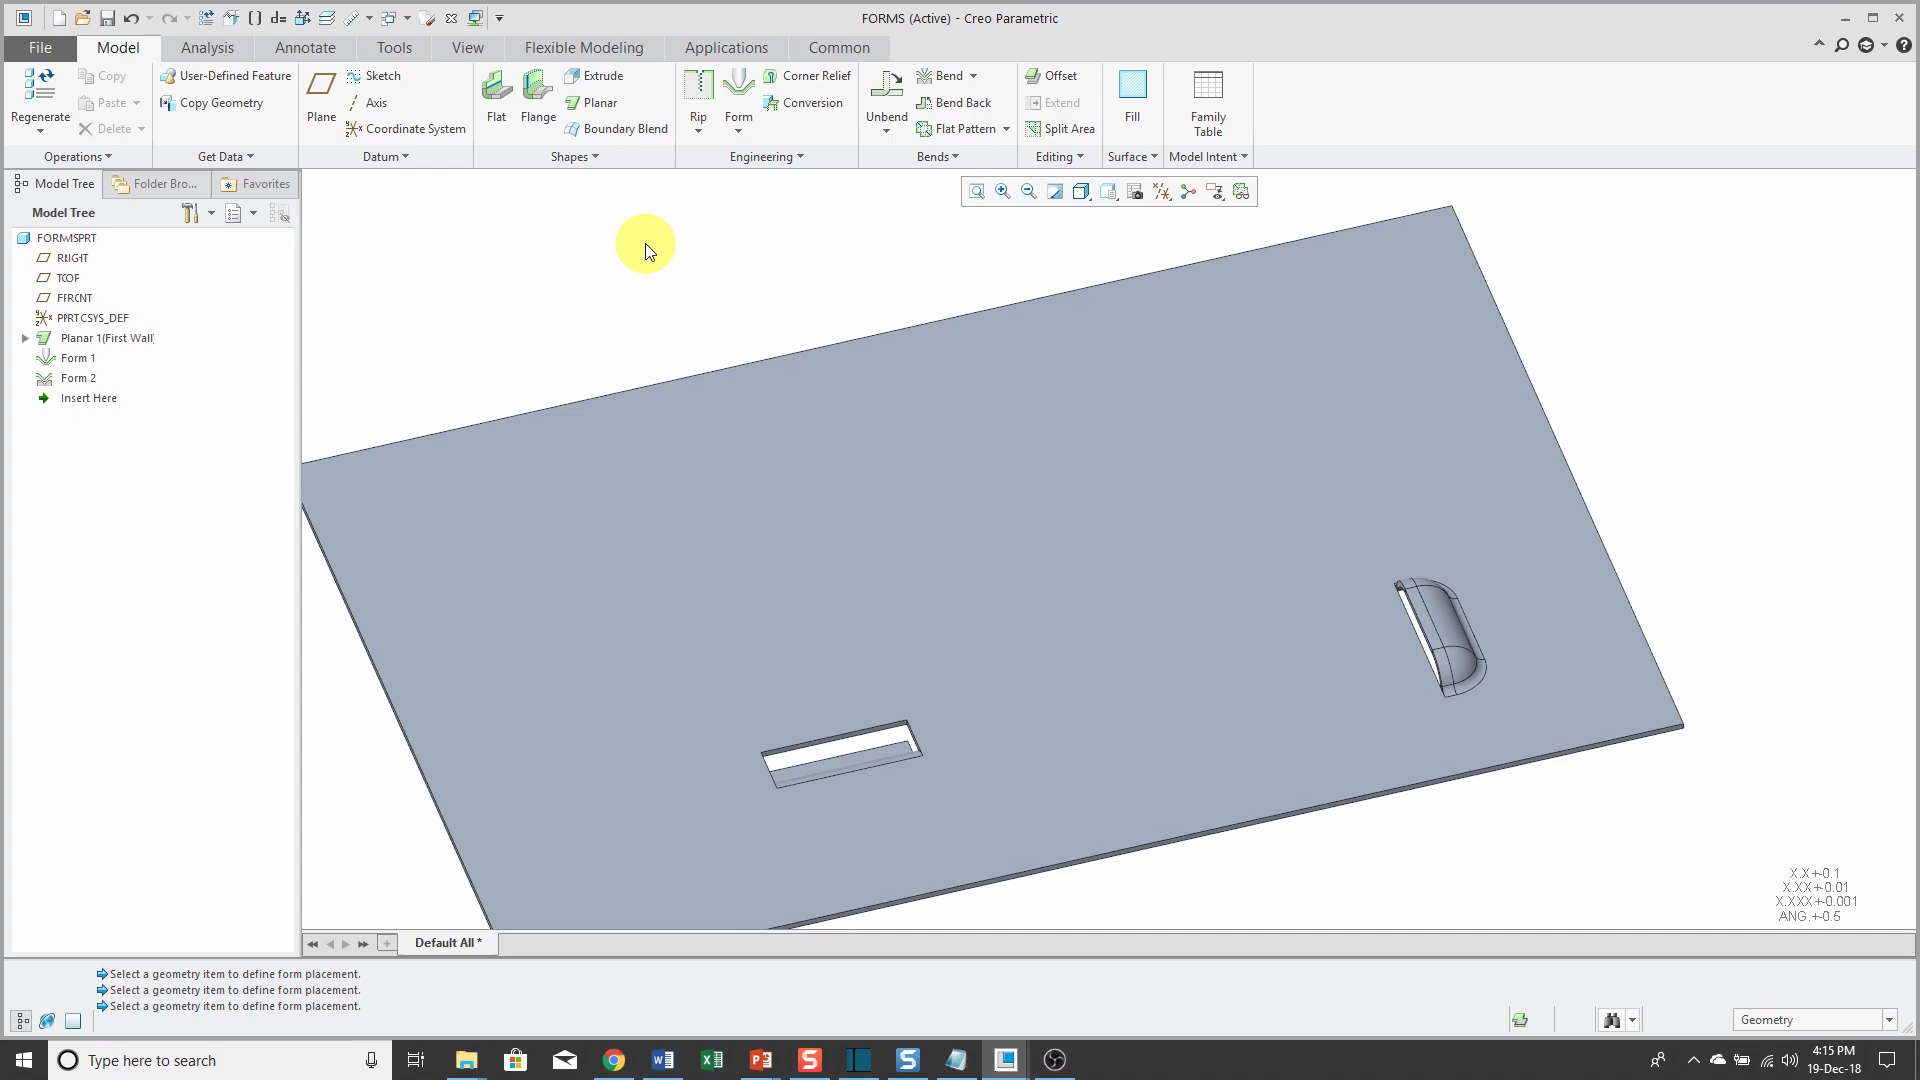 FORMS (Active) - Creo Parametric
File Model Analysis Annotate Tools View Flexible Modeling Applications Common
Copy User-Defined Feature Sketch Extrude Corner Relief Bend Offset
Paste Copy Geometry Axis Planar Conversion Bend Back Extend
Regenerate Plane Flat Flange Rip Form Unbend Fill Family Table
Delete Coordinate System Boundary Blend Flat Pattern Split Area
Operations Get Data Datum Shapes Engineering Bends Editing Surface Model Intent
Model Tree Folder Bro... Favorites
Model Tree
FORMS.PRT
RIGHT
TOP
FRONT
PRT_CSYS_DEF
Planar 1(First Wall)
Form 1
Form 2
Insert Here
X.X+-0.1
X.XX+-0.01
X.XXX+-0.001
ANG.+-0.5
Default All *
Select a geometry item to define form placement.
Select a geometry item to define form placement.
Select a geometry item to define form placement.
Geometry
Type here to search
4:15 PM
19-Dec-18